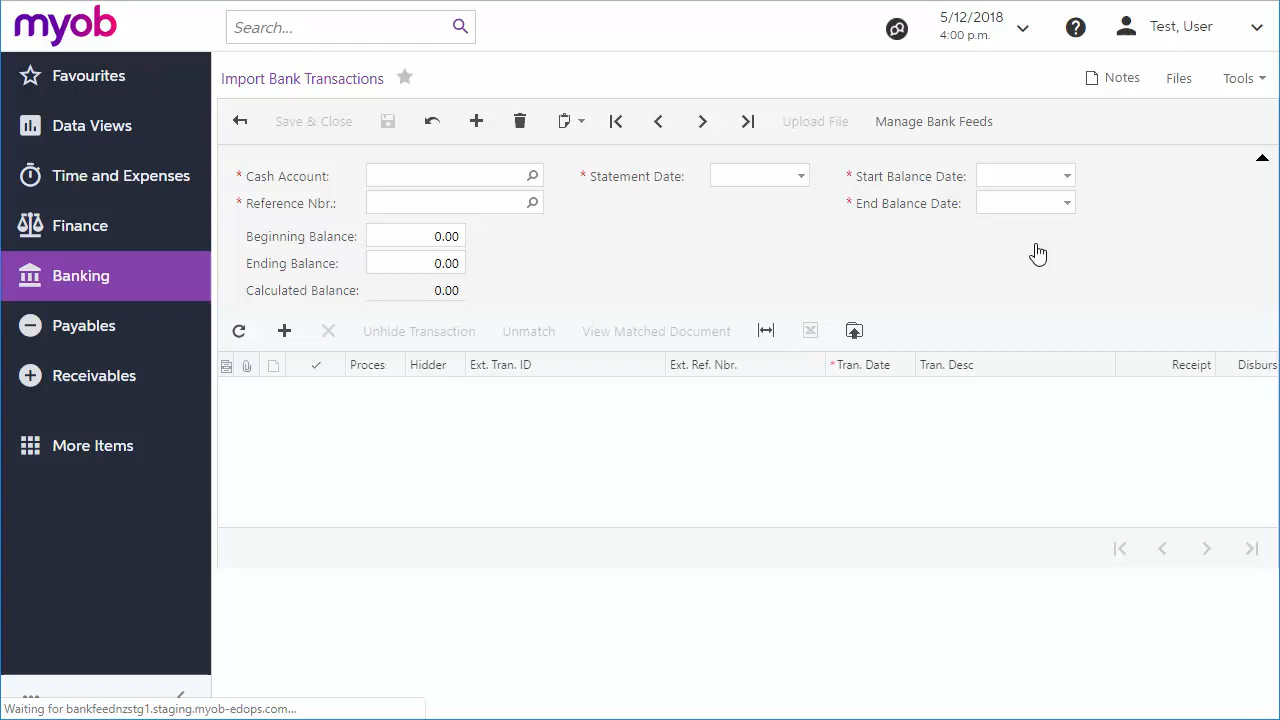 myob
Search...
5/12/2018
4:00 p.m.
Test, User
Favourites
Data Views
Time and Expenses
Finance
Banking
Payables
Receivables
More Items
Import Bank Transactions
Notes Files Tools
Save & Close Upload File Manage Bank Feeds
* Cash Account: * Statement Date: * Start Balance Date:
* Reference Nbr.: * End Balance Date:
Beginning Balance: 0.00
Ending Balance: 0.00
Calculated Balance: 0.00
Unhide Transaction Unmatch View Matched Document
Proces Hidder Ext. Tran. ID Ext. Ref. Nbr. *Tran. Date Tran. Desc Receipt Disburs
Waiting for bankfeednzstg1.staging.myob-edops.com...